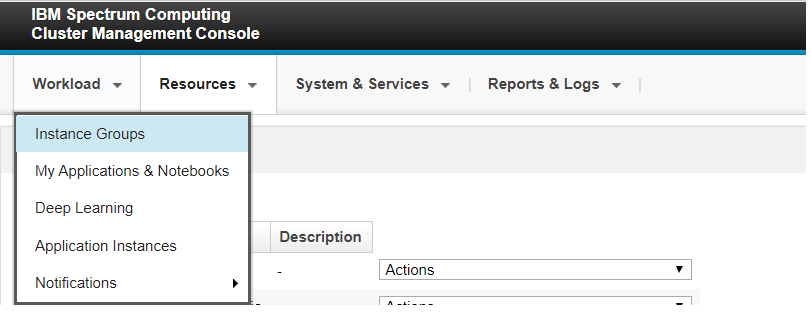 IBM Spectrum Computing
Cluster Management Console
Workload Resources System & Services Reports & Logs
Instance Groups
My Applications & Notebooks
Deep Learning
Description
Application Instances
- Actions
Notifications
Actions